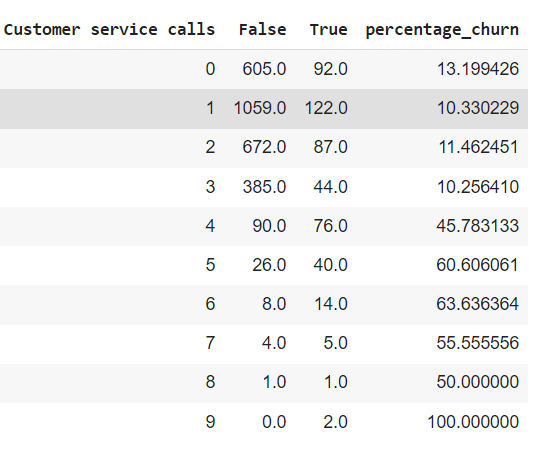 Customer service calls False True percentage_churn
0 605.0 92.0 13.199426
1 1059.0 122.0 10.330229
2 672.0 87.0 11.462451
3 385.0 44.0 10.256410
4 90.0 76.0 45.783133
5 26.0 40.0 60.606061
6 8.0 14.0 63.636364
7 4.0 5.0 55.555556
8 1.0 1.0 50.000000
9 0.0 2.0 100.000000